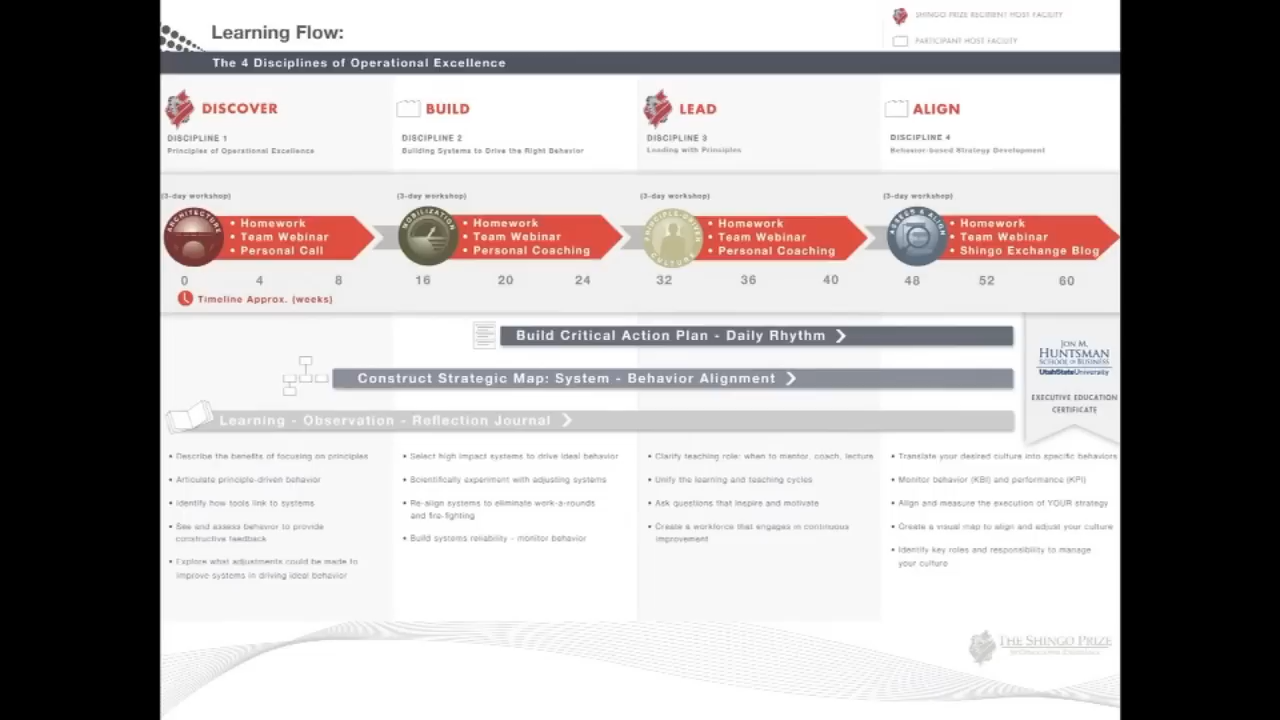 Learning Flow:
SHINGO PRIZE RECIPIENT HOST FACILITY
PARTICIPANT HOST FACILITY
The 4 Disciplines of Operational Excellence
DISCOVER
DISCIPLINE 1
Principles of Operational Excellence
BUILD
DISCIPLINE 2
Building Systems to Drive the Right Behavior
LEAD
DISCIPLINE 3
Leading with Principles
ALIGN
DISCIPLINE 4
Behavior-based Strategy Development
(3-day workshop)
ARCHITECTURE
• Homework
• Team Webinar
• Personal Call
(3-day workshop)
MOBILIZATION
• Homework
• Team Webinar
• Personal Coaching
(3-day workshop)
PRINCIPLE-DRIVEN
CULTURE
• Homework
• Team Webinar
• Personal Coaching
(3-day workshop)
ASSESS & ALIGN
• Homework
• Team Webinar
• Shingo Exchange Blog
0 4 8 16 20 24 32 36 40 48 52 60
Timeline Approx. (weeks)
Build Critical Action Plan - Daily Rhythm
Construct Strategic Map: System - Behavior Alignment
Learning - Observation - Reflection Journal
JON M.
HUNTSMAN
SCHOOL OF BUSINESS
UtahStateUniversity
EXECUTIVE EDUCATION
CERTIFICATE
• Describe the benefits of focusing on principles
• Articulate principle-driven behavior
• Identify how tools link to systems
• See and assess behavior to provide
constructive feedback
• Explore what adjustments could be made to
improve systems in driving ideal behavior
• Select high impact systems to drive ideal behavior
• Scientifically experiment with adjusting systems
• Re-align systems to eliminate work-a-rounds
and fire-fighting
• Build systems reliability - monitor behavior
• Clarify teaching role: when to mentor, coach, lecture
• Unify the learning and teaching cycles
• Ask questions that inspire and motivate
• Create a workforce that engages in continuous
improvement
• Translate your desired culture into specific behaviors
• Monitor behavior (KBI) and performance (KPI)
• Align and measure the execution of YOUR strategy
• Create a visual map to align and adjust your culture
• Identify key roles and responsibility to manage
your culture
THE SHINGO PRIZE
for OPERATIONAL EXCELLENCE